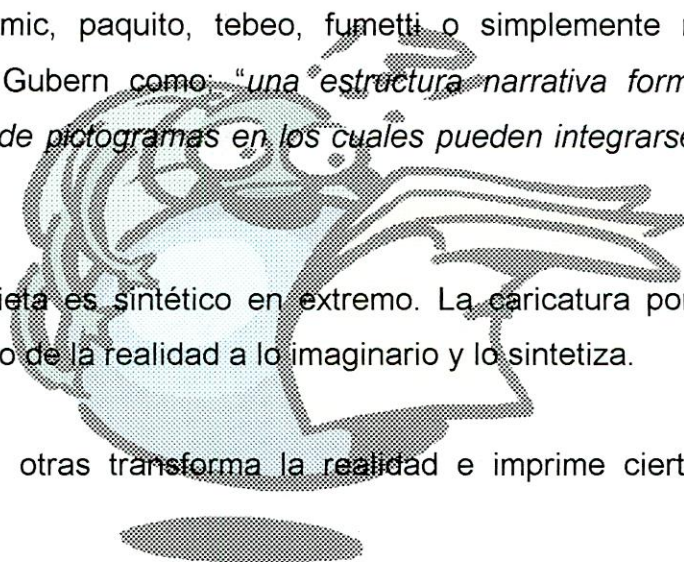 mic, paquito, tebeo, fumetti o simplemente
Gubern como: "una estructura narrativa form
de pictogramas en los cuales pueden integrarse
ieta es sintético en extremo. La caricatura por
o de la realidad a lo imaginario y lo sintetiza.
otras transforma la realidad e imprime ciert